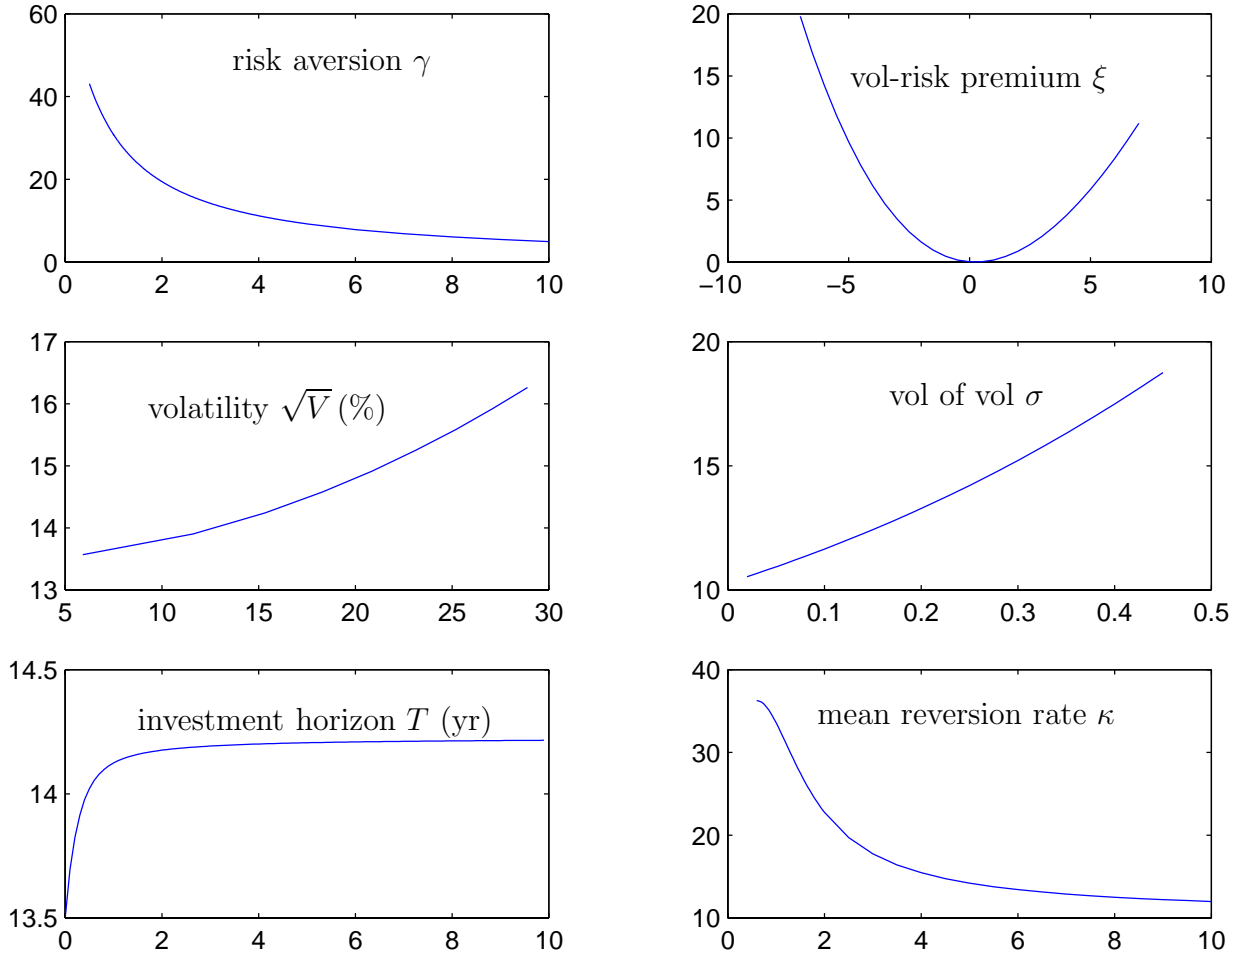 60
40
20
0
0 2 4 6 8 10
risk aversion γ
20
15
10
5
0
−10 −5 0 5 10
vol-risk premium ξ
17
16
15
14
13
5 10 15 20 25 30
volatility √V (%)
20
15
10
0 0.1 0.2 0.3 0.4 0.5
vol of vol σ
14.5
14
13.5
0 2 4 6 8 10
investment horizon T (yr)
40
30
20
10
0 2 4 6 8 10
mean reversion rate κ